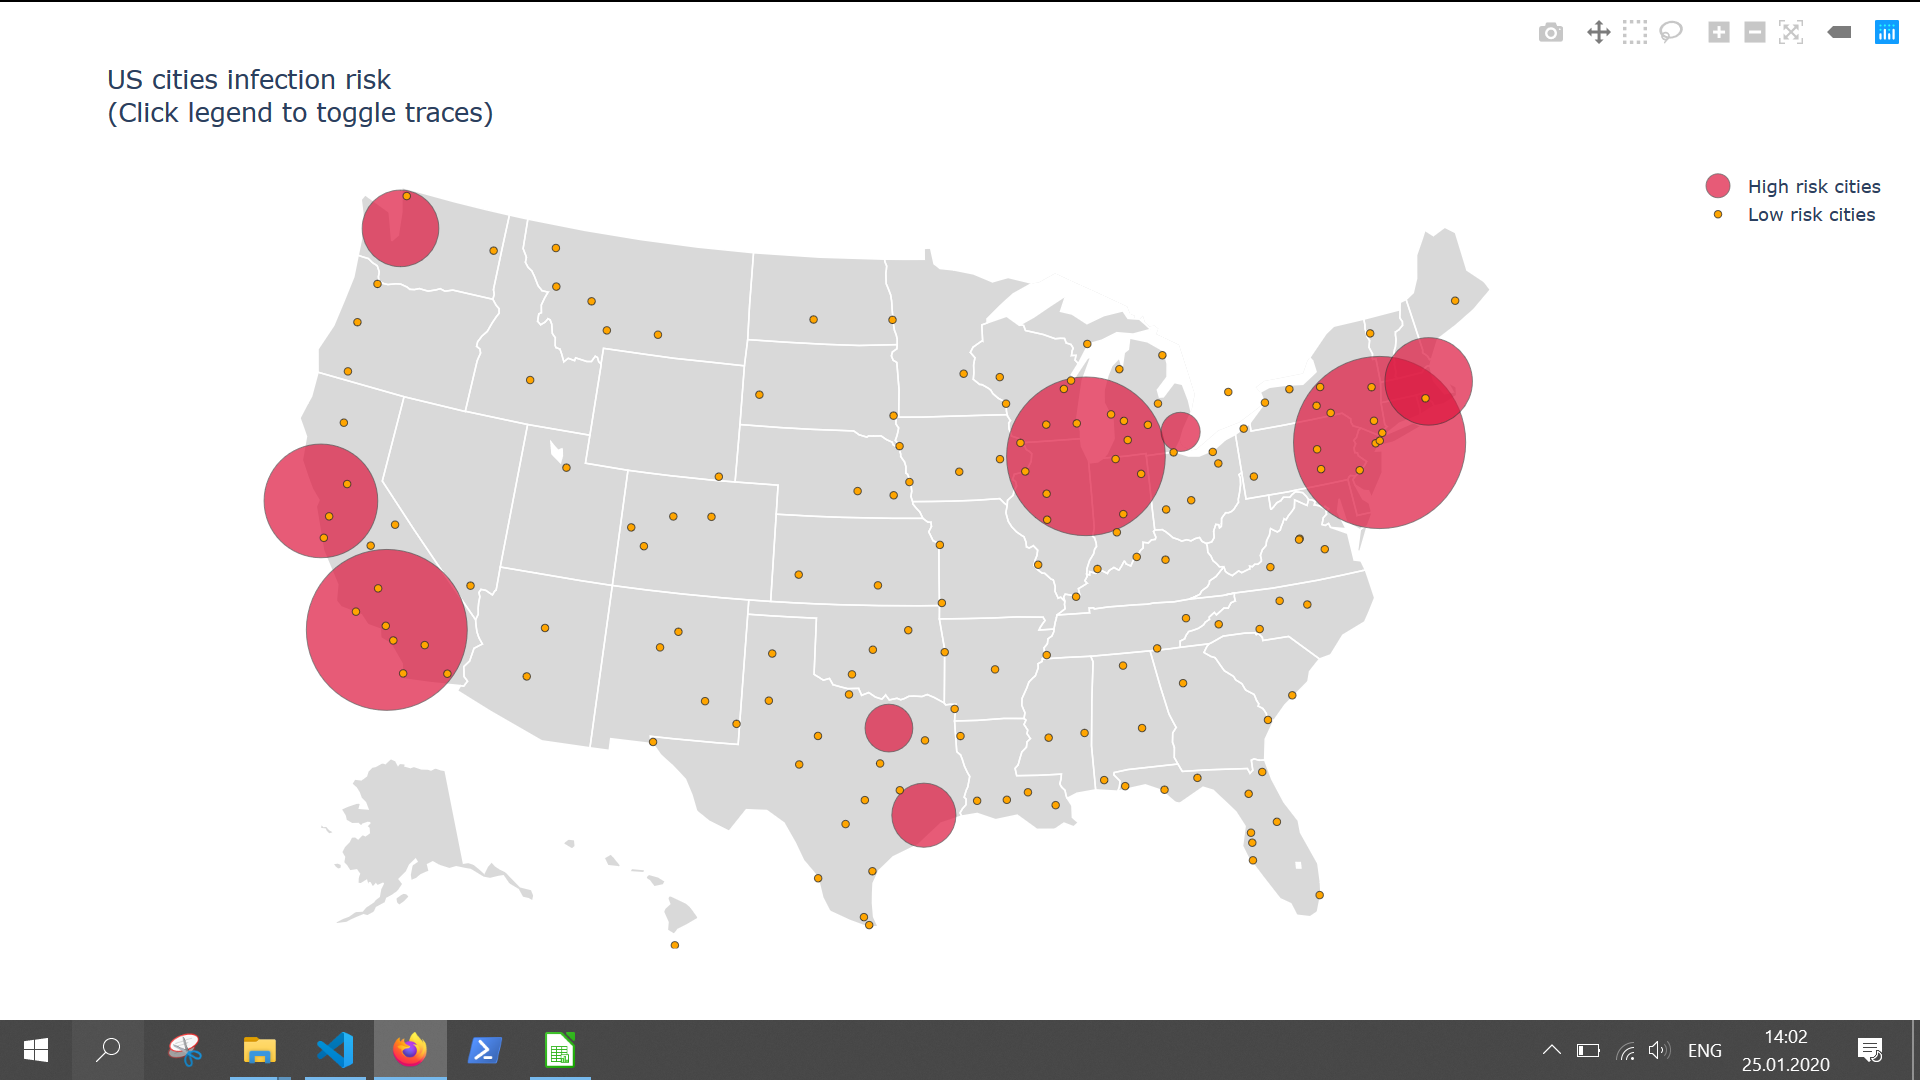 US cities infection risk
(Click legend to toggle traces)
High risk cities
Low risk cities
ENG
14:02
25.01.2020